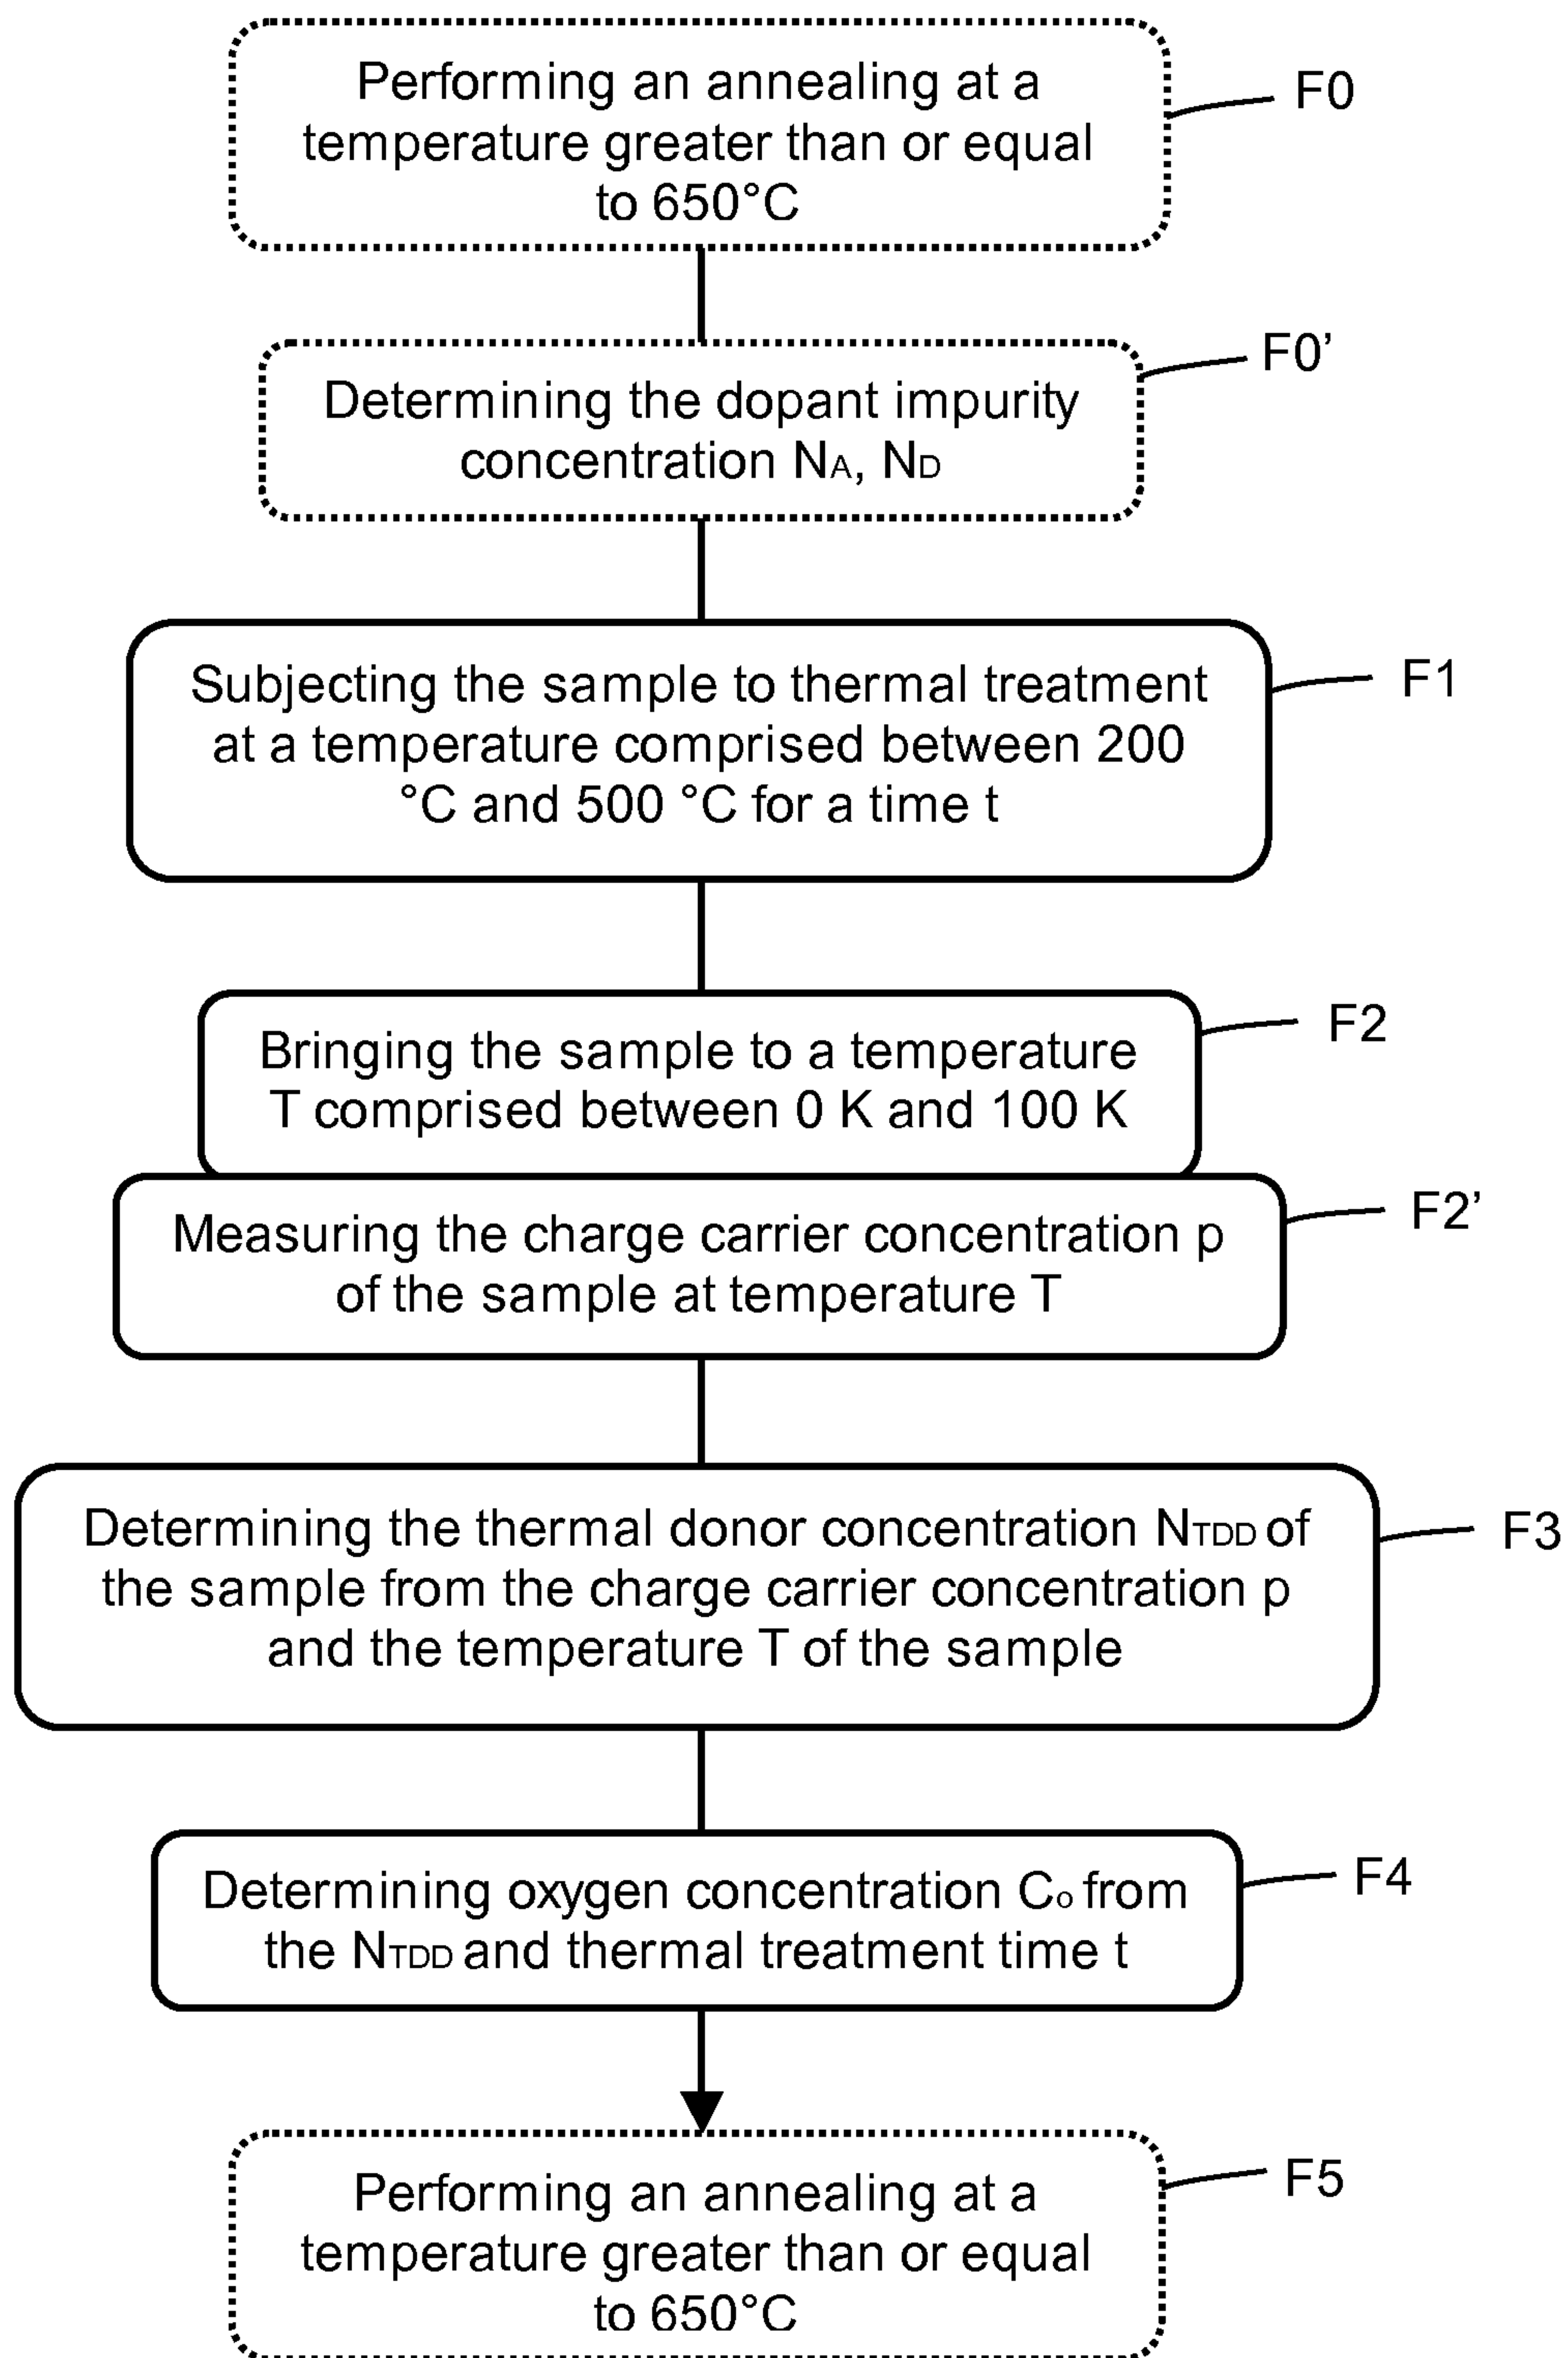 Performing an annealing at a
temperature greater than or equal
to 650°C
F0
Determining the dopant impurity
concentration NA, ND
F0’
Subjecting the sample to thermal treatment
at a temperature comprised between 200
°C and 500 °C for a time t
F1
Bringing the sample to a temperature
T comprised between 0 K and 100 K
F2
Measuring the charge carrier concentration p
of the sample at temperature T
F2’
Determining the thermal donor concentration NTDD of
the sample from the charge carrier concentration p
and the temperature T of the sample
F3
Determining oxygen concentration Co from
the NTDD and thermal treatment time t
F4
Performing an annealing at a
temperature greater than or equal
to 650°C
F5